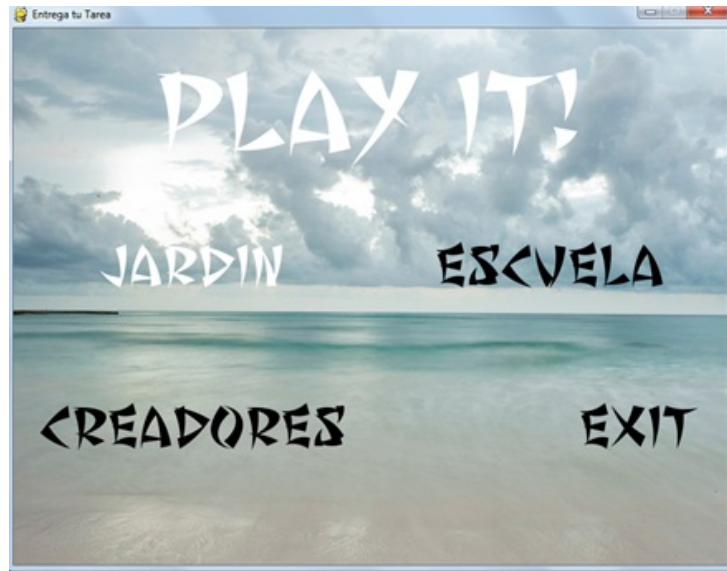 Entrega tu Tarea
PLAY IT!
JARDIN ESCUELA
CREADORES EXIT